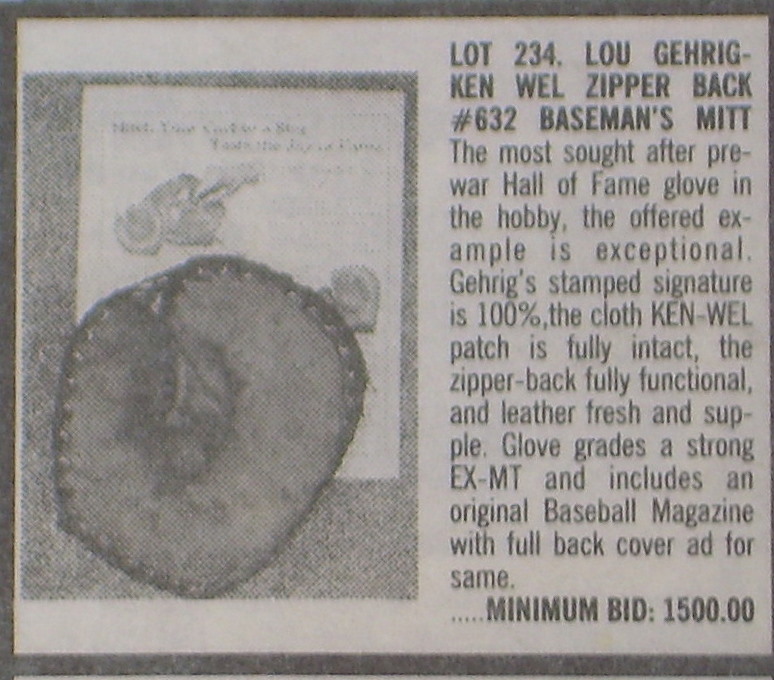 LOT 234. LOU GEHRIG-
KEN WEL ZIPPER BACK
#632 BASEMAN'S MITT
The most sought after pre-
war Hall of Fame glove in
the hobby, the offered ex-
ample is exceptional.
Gehrig's stamped signature
is 100%,the cloth KEN-WEL
patch is fully intact, the
zipper-back fully functional,
and leather fresh and sup-
ple. Glove grades a strong
EX-MT and includes an
original Baseball Magazine
with full back cover ad for
same.
.....MINIMUM BID: 1500.00